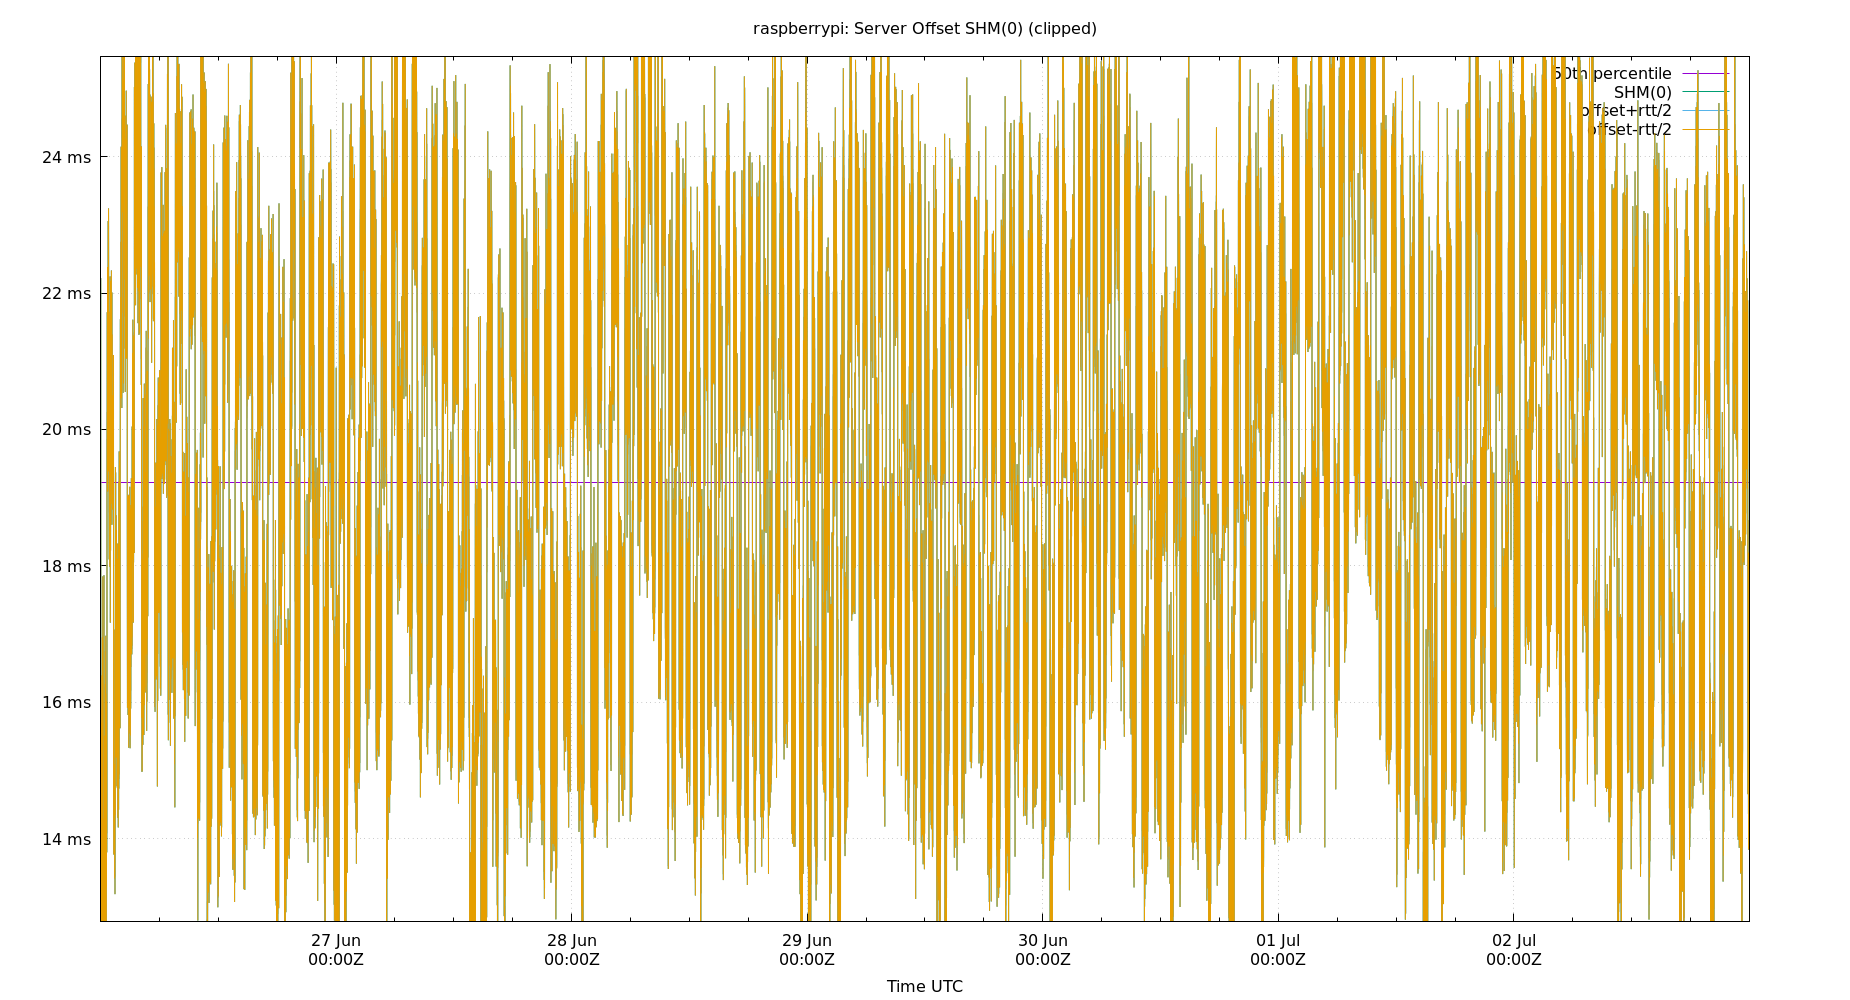 raspberrypi: Server Offset SHM(0) (clipped)
50th percentile
SHM(0)
offset+rtt/2
offset-rtt/2
24 ms
22 ms
20 ms
18 ms
16 ms
14 ms
27 Jun 28 Jun 29 Jun 30 Jun 01 Jul 02 Jul
00:00Z 00:00Z 00:00Z 00:00Z 00:00Z 00:00Z
Time UTC